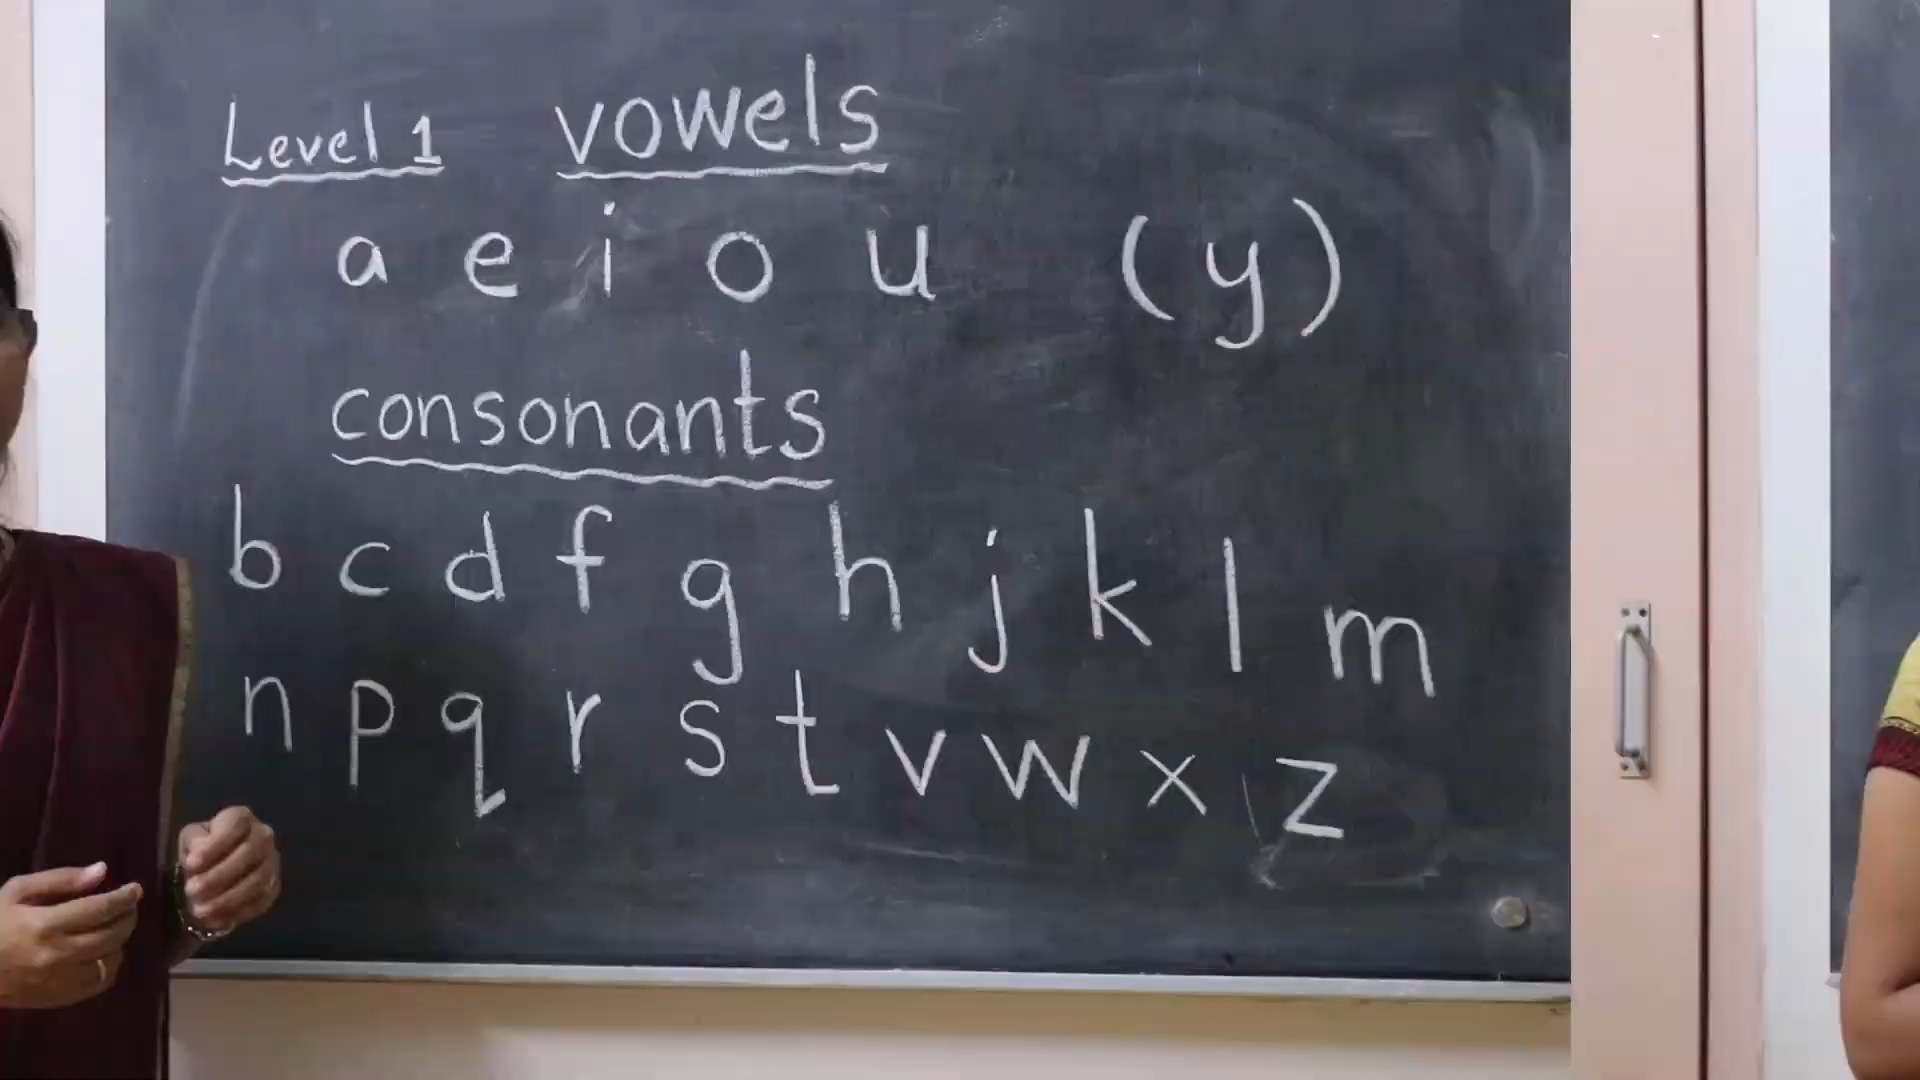 Level 1 vowels
a e i o u (y)
consonants
b c d f g h j k l m
n p q r s t v w x z